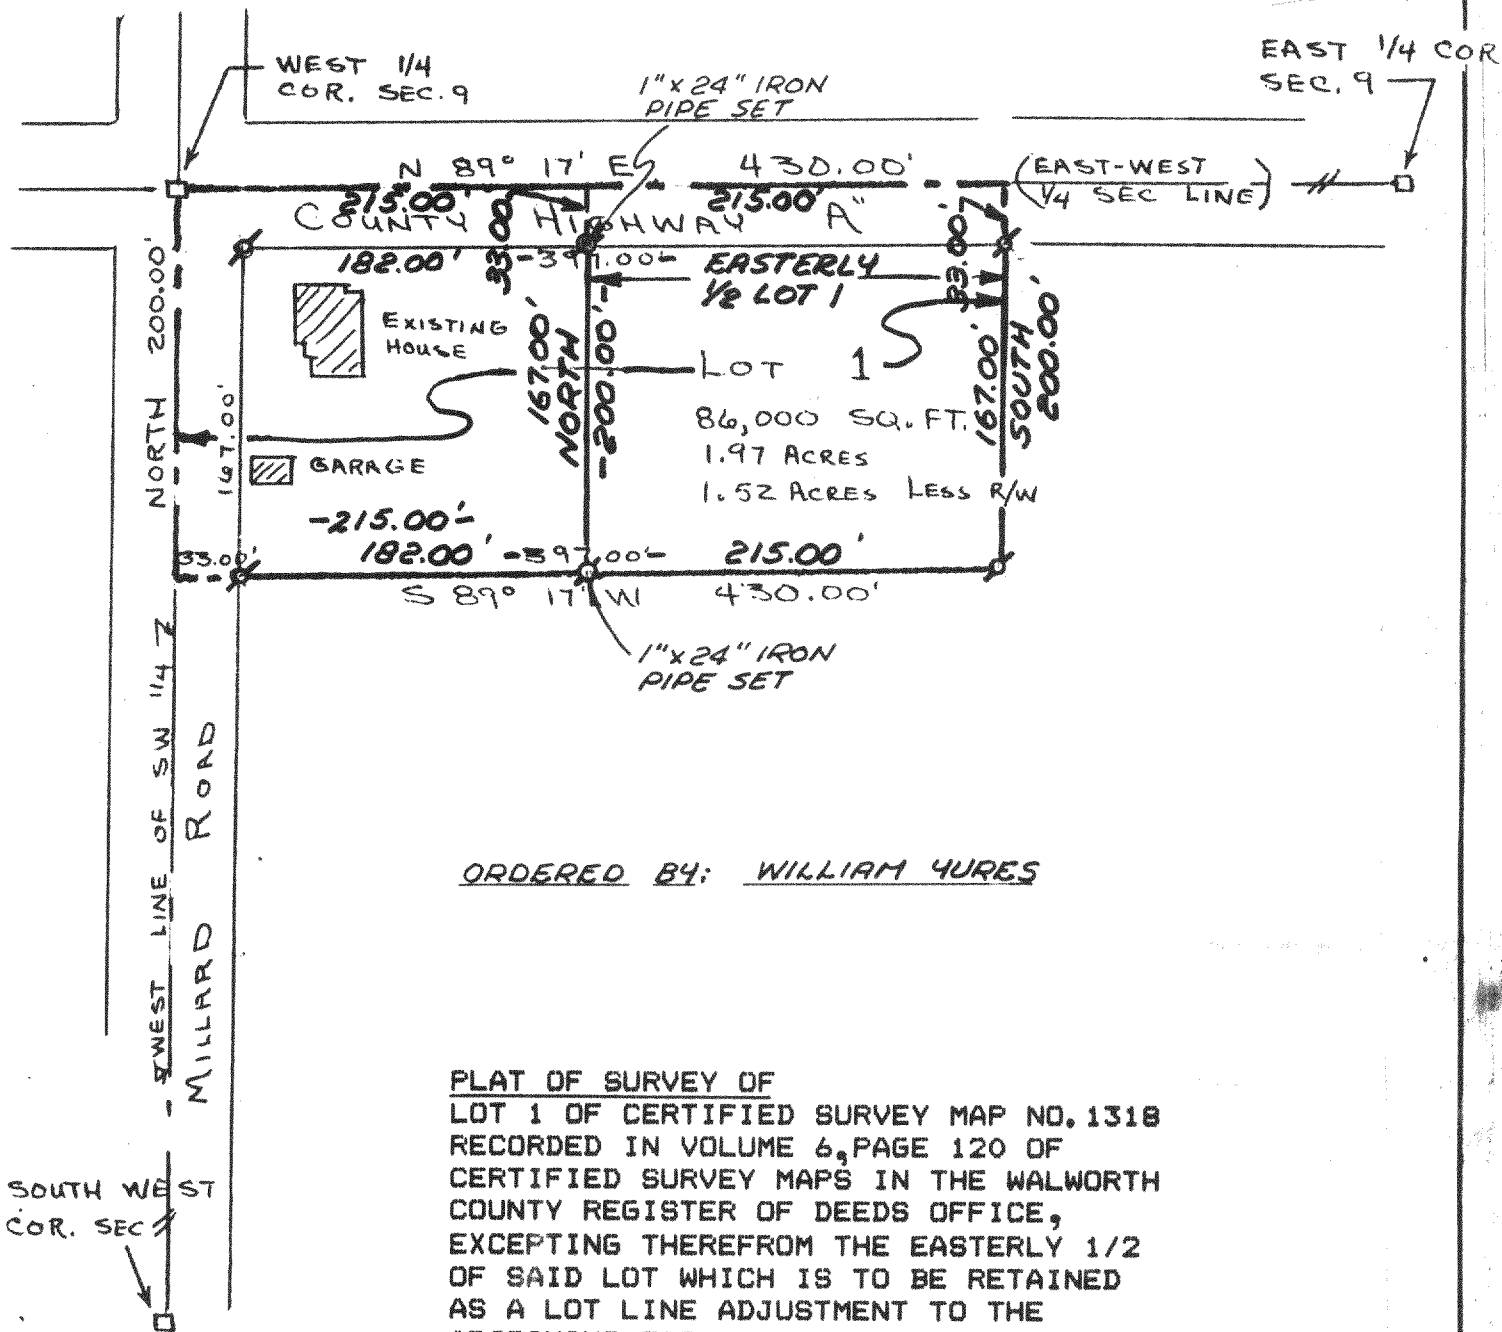 WEST 1/4
COR. SEC. 9
1"x24" IRON
PIPE SET
EAST 1/4 COR
SEC. 9
N 89° 17' E 430.00'
(EAST-WEST
1/4 SEC LINE)
215.00'
215.00'
COUNTY HIGHWAY "A"
33.00'
33.00'
182.00'
-397.00'-
EASTERLY
1/2 LOT 1
EXISTING
HOUSE
NORTH 200.00'
167.00'
167.00'
NORTH
-200.00'-
LOT 1
86,000 SQ. FT.
1.97 ACRES
1.52 ACRES LESS R/W
167.00'
SOUTH
200.00'
GARAGE
-215.00'-
33.00'
182.00'
-397.00'-
215.00'
S 89° 17' W 430.00'
1"x24" IRON
PIPE SET
WEST LINE OF SW 1/4
MILLARD ROAD
ORDERED BY: WILLIAM YURES
PLAT OF SURVEY OF
LOT 1 OF CERTIFIED SURVEY MAP NO. 1318
RECORDED IN VOLUME 6, PAGE 120 OF
CERTIFIED SURVEY MAPS IN THE WALWORTH
COUNTY REGISTER OF DEEDS OFFICE,
EXCEPTING THEREFROM THE EASTERLY 1/2
OF SAID LOT WHICH IS TO BE RETAINED
AS A LOT LINE ADJUSTMENT TO THE
SOUTH WEST
COR. SEC